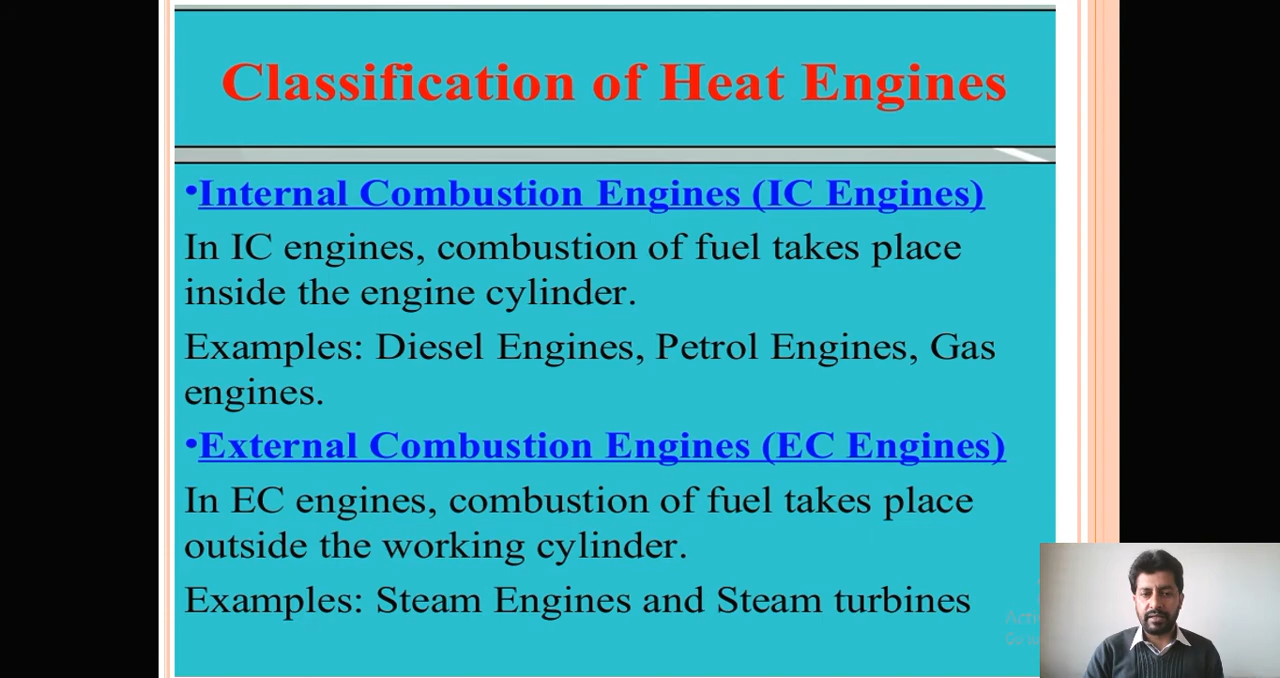 Classification of Heat Engines
•Internal Combustion Engines (IC Engines)
In IC engines, combustion of fuel takes place
inside the engine cylinder.
Examples: Diesel Engines, Petrol Engines, Gas
engines.
•External Combustion Engines (EC Engines)
In EC engines, combustion of fuel takes place
outside the working cylinder.
Examples: Steam Engines and Steam turbines